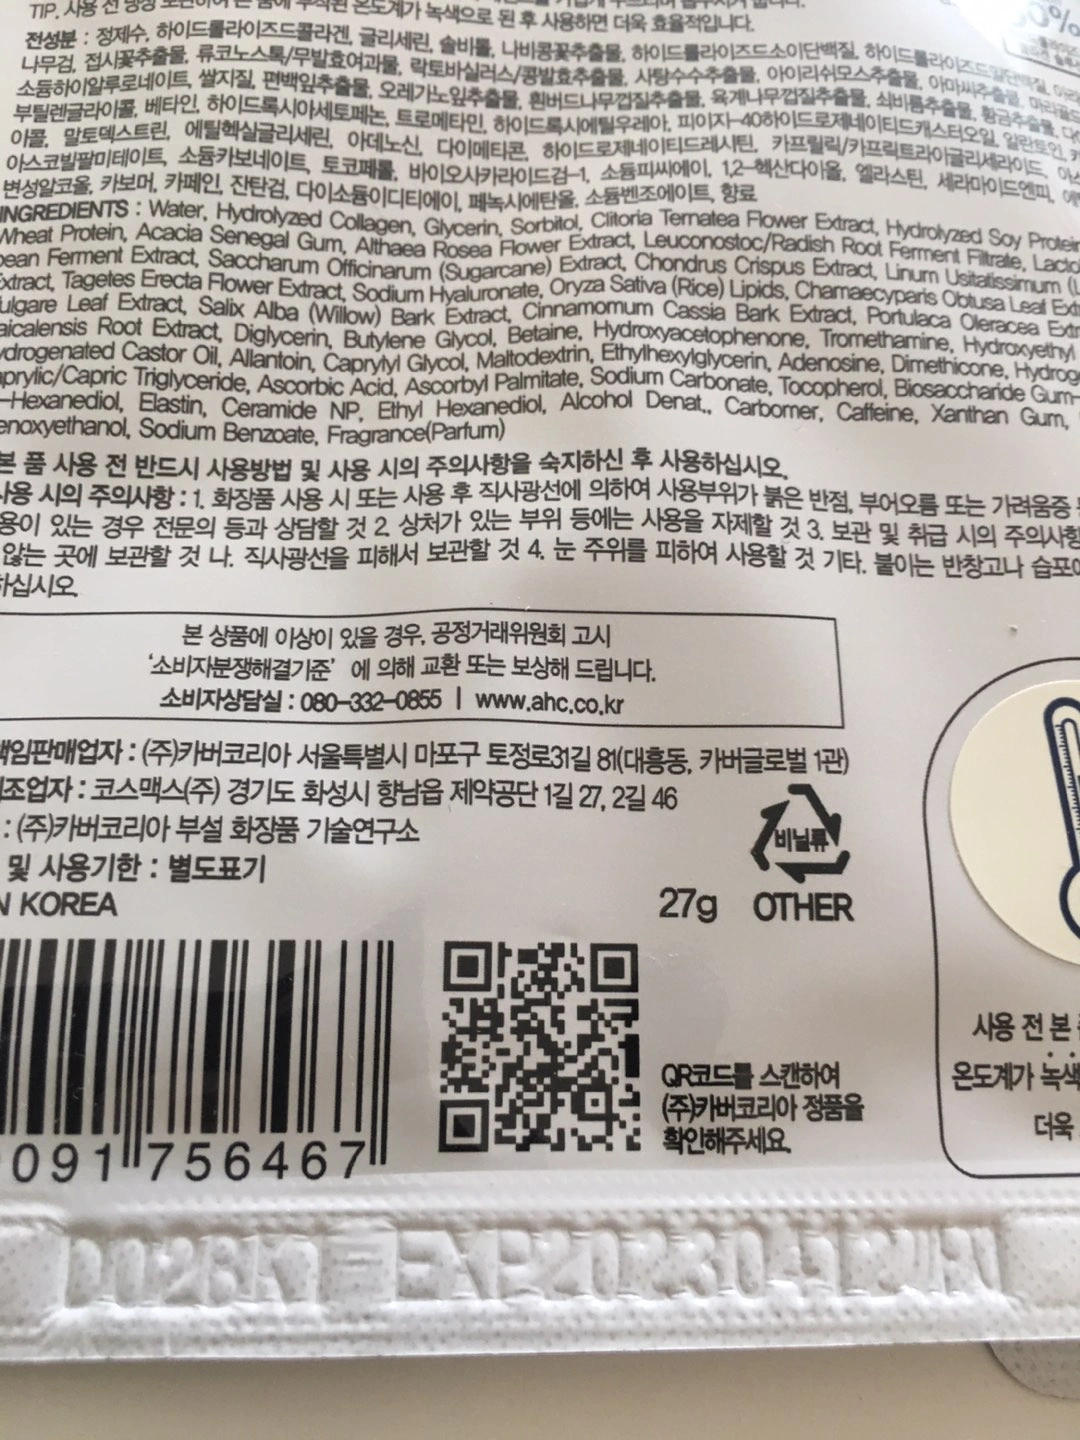 TIP. 사용 전 냉장
온도계가 녹색으로 된 후 사용하면 더욱 효율적입니다.
전성분 : 정제수, 하이드롤라이즈드콜라겐, 글리세린, 솔비톨, 나비콩꽃추출물, 하이드롤라이즈드소이단백질, 하이드롤라이즈드밀단백질, 아라
나무검, 접시꽃추출물, 류코노스톡/무발효여과물, 락토바실러스/콩발효추출물, 사탕수수추출물, 아이리쉬모스추출물, 아마씨추출물, 마리골드
소듐하이알루로네이트, 쌀지질, 편백잎추출물, 오레가노잎추출물, 흰버드나무껍질추출물, 육계나무껍질추출물, 쇠비름추출물, 황금추출물,
부틸렌글라이콜, 베타인, 하이드록시아세토페논, 트로메타민, 하이드록시에틸우레아, 피이지-40하이드로제네이티드캐스터오일, 알란토인,
아콜, 말토덱스트린, 에틸헥실글리세린, 아데노신, 다이메티콘, 하이드로제네이티드레시틴, 카프릴릭/카프릭트라이글리세라이드,
아스코빌팔미테이트, 소듐카보네이트, 토코페롤, 바이오사카라이드검-1, 소듐피씨에이, 1,2-헥산다이올, 엘라스틴, 세라마이드엔피,
변성알코올, 카보머, 카페인, 잔탄검, 다이소듐이디티에이, 페녹시에탄올, 소듐벤조에이트, 향료
INGREDIENTS : Water, Hydrolyzed Collagen, Glycerin, Sorbitol, Clitoria Ternatea Flower Extract, Hydrolyzed Soy Protein
Wheat Protein, Acacia Senegal Gum, Althaea Rosea Flower Extract, Leuconostoc/Radish Root Ferment Filtrate, Lacto
bean Ferment Extract, Saccharum Officinarum (Sugarcane) Extract, Chondrus Crispus Extract, Linum Usitatissimum (L
Extract, Tagetes Erecta Flower Extract, Sodium Hyaluronate, Oryza Sativa (Rice) Lipids, Chamaecyparis Obtusa Leaf Ext
ulgare Leaf Extract, Salix Alba (Willow) Bark Extract, Cinnamomum Cassia Bark Extract, Portulaca Oleracea Extr
aicalensis Root Extract, Diglycerin, Butylene Glycol, Betaine, Hydroxyacetophenone, Tromethamine, Hydroxyethyl
ydrogenated Castor Oil, Allantoin, Caprylyl Glycol, Maltodextrin, Ethylhexylglycerin, Adenosine, Dimethicone, Hydroge
aprylic/Capric Triglyceride, Ascorbic Acid, Ascorbyl Palmitate, Sodium Carbonate, Tocopherol, Biosaccharide Gum-
-Hexanediol, Elastin, Ceramide NP, Ethyl Hexanediol, Alcohol Denat., Carbomer, Caffeine, Xanthan Gum,
enoxyethanol, Sodium Benzoate, Fragrance(Parfum)
본 품 사용 전 반드시 사용방법 및 사용 시의 주의사항을 숙지하신 후 사용하십시오.
사용 시의 주의사항 : 1. 화장품 사용 시 또는 사용 후 직사광선에 의하여 사용부위가 붉은 반점, 부어오름 또는 가려움증
용이 있는 경우 전문의 등과 상담할 것 2. 상처가 있는 부위 등에는 사용을 자제할 것 3. 보관 및 취급 시의 주의사항
않는 곳에 보관할 것 나. 직사광선을 피해서 보관할 것 4. 눈 주위를 피하여 사용할 것 기타. 붙이는 반창고나 습포
하십시오.
본 상품에 이상이 있을 경우, 공정거래위원회 고시
'소비자분쟁해결기준' 에 의해 교환 또는 보상해 드립니다.
소비자상담실 : 080-332-0855 | www.ahc.co.kr
책임판매업자 : (주)카버코리아 서울특별시 마포구 토정로31길 81(대흥동, 카버글로벌 1관)
제조업자 : 코스맥스(주) 경기도 화성시 향남읍 제약공단 1길 27, 2길 46
: (주)카버코리아 부설 화장품 기술연구소
및 사용기한 : 별도표기
N KOREA
27g
비닐류
OTHER
091 756467
QR코드를 스캔하여
(주)카버코리아 정품을
확인해주세요.
사용 전 본
온도계가 녹색
더욱
EXP20230412